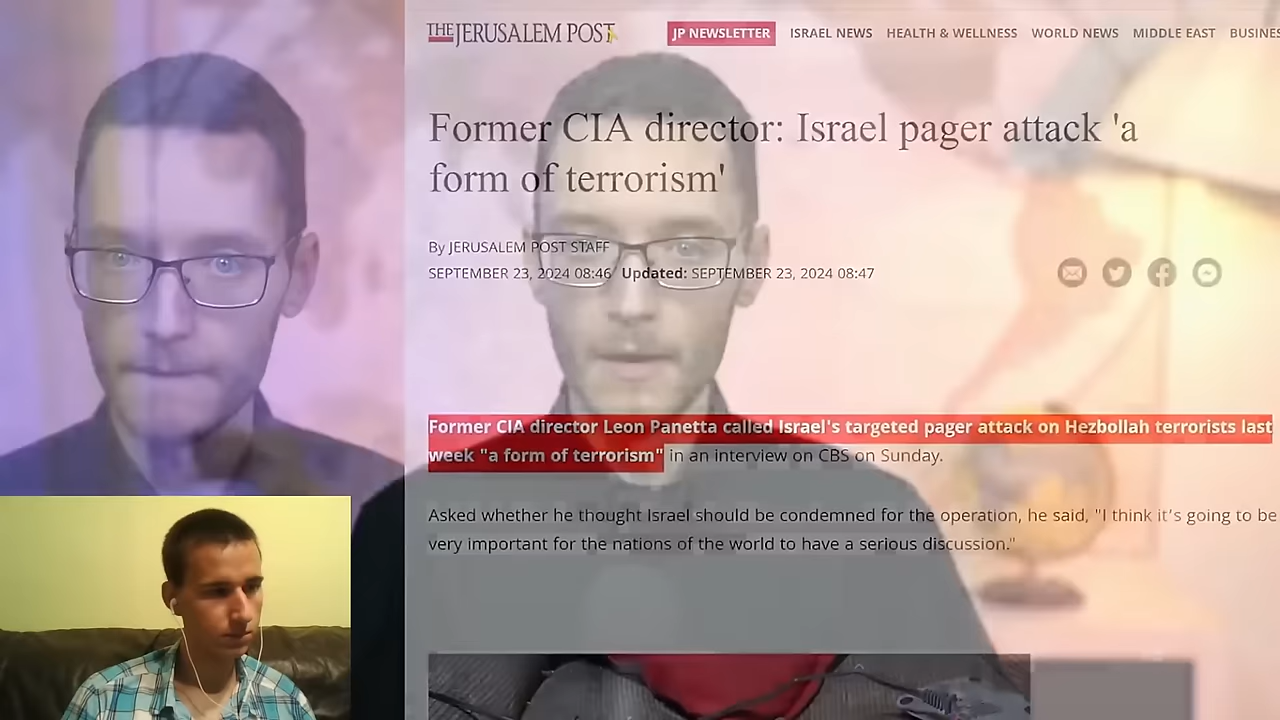 THE JERUSALEM POST
JP NEWSLETTER ISRAEL NEWS HEALTH & WELLNESS WORLD NEWS MIDDLE EAST
Former CIA director: Israel pager attack 'a
form of terrorism'
By JERUSALEM POST STAFF
SEPTEMBER 23, 2024 08:46 Updated: SEPTEMBER 23, 2024 08:47
Former CIA director Leon Panetta called Israel's targeted pager attack on Hezbollah terrorists last
week "a form of terrorism" in an interview on CBS on Sunday.
Asked whether he thought Israel should be condemned for the operation, he said, "I think it's going to be
very important for the nations of the world to have a serious discussion."